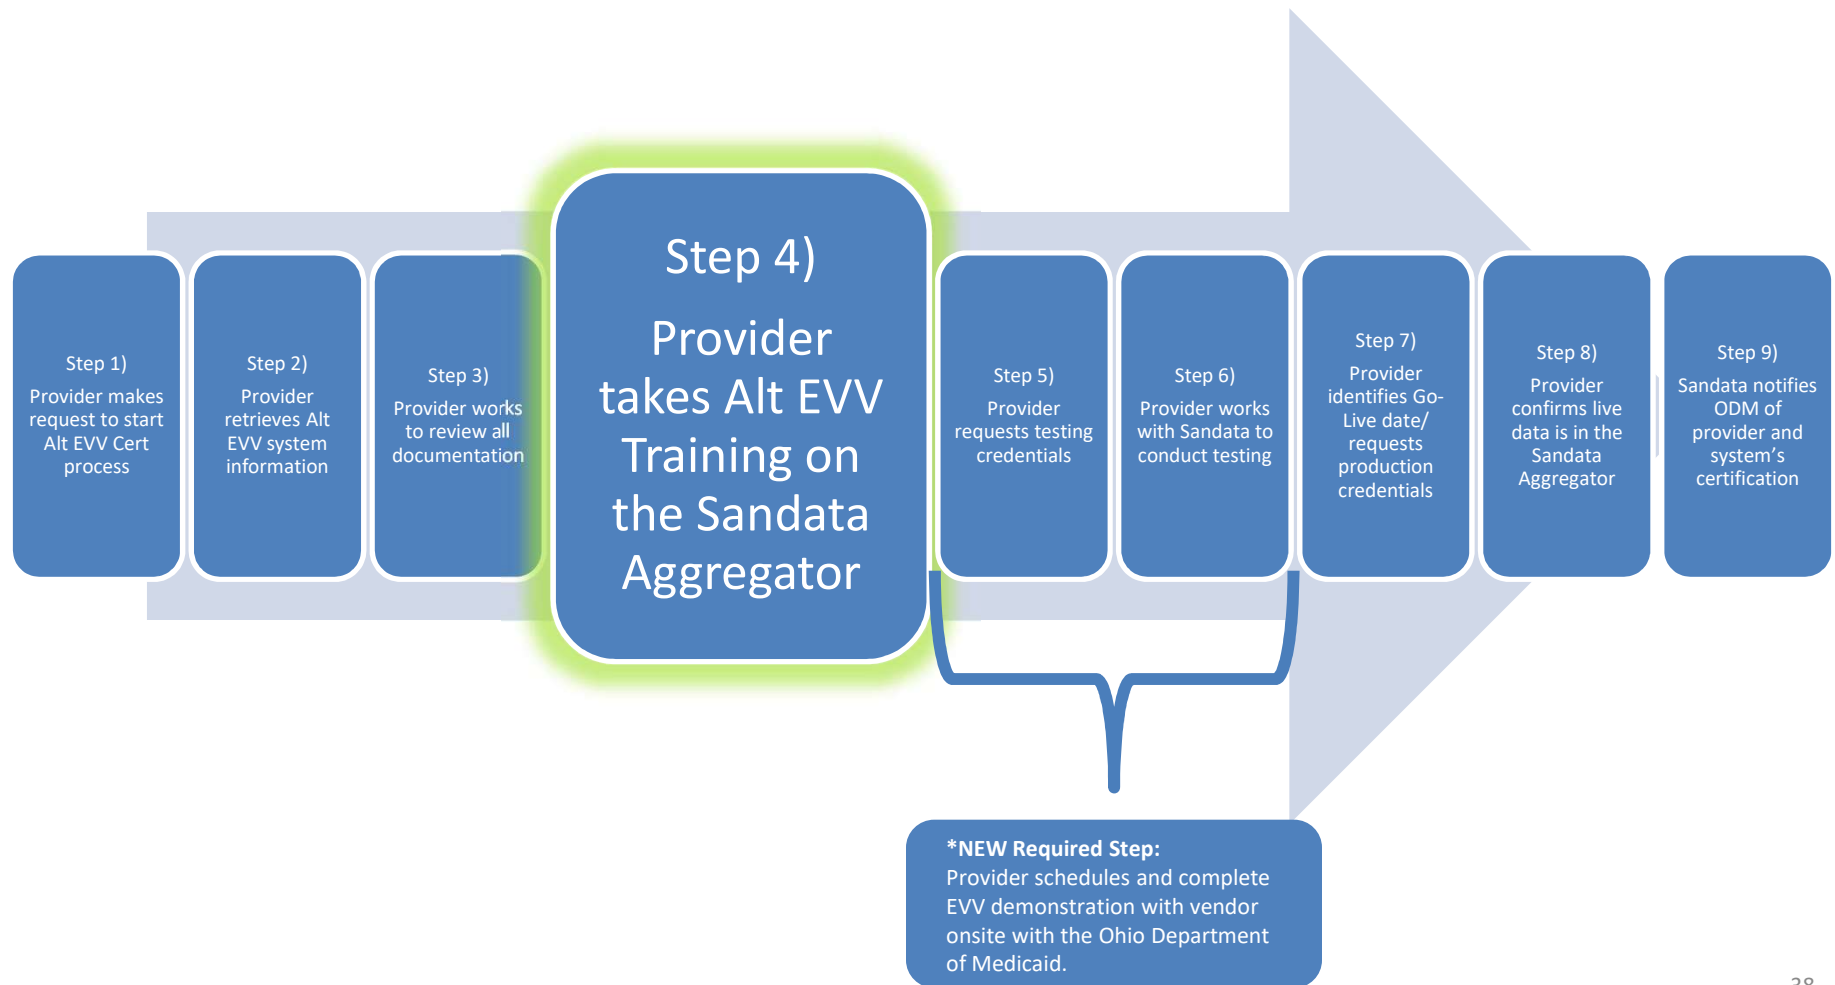 Step 1)
Provider makes
request to start
Alt EVV Cert
process
Step 2)
Provider
retrieves Alt
EVV system
information
Step 3)
Provider works
to review all
documentation
Step 4)
Provider
takes Alt EVV
Training on
the Sandata
Aggregator
Step 5)
Provider
requests testing
credentials
Step 6)
Provider works
with Sandata to
conduct testing
Step 7)
Provider
identifies Go-
Live date/
requests
production
credentials
Step 8)
Provider
confirms live
data is in the
Sandata
Aggregator
Step 9)
Sandata notifies
ODM of
provider and
system’s
certification
*NEW Required Step:
Provider schedules and complete
EVV demonstration with vendor
onsite with the Ohio Department
of Medicaid.
38